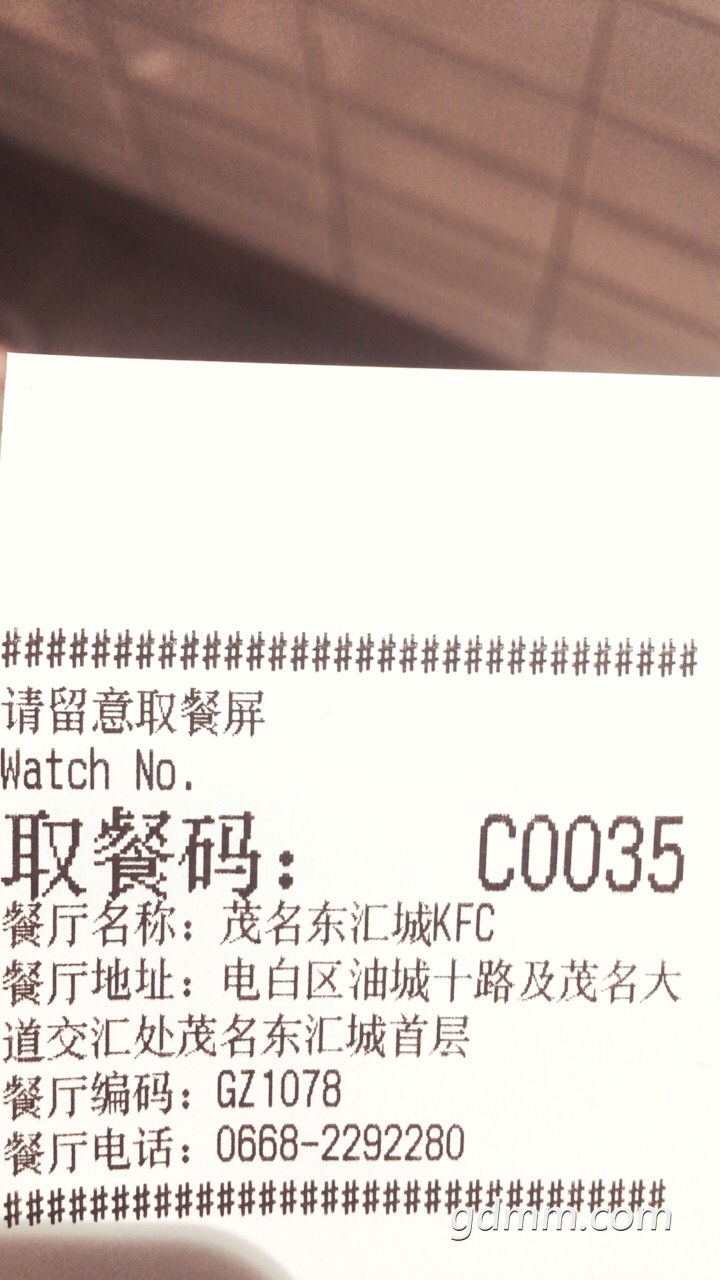 ##############################
请留意取餐屏
Watch No.
取餐码： C0035
餐厅名称：茂名东汇城KFC
餐厅地址：电白区油城十路及茂名大
道交汇处茂名东汇城首层
餐厅编码：GZ1078
餐厅电话：0668-2292280
##############################
gdmm.com